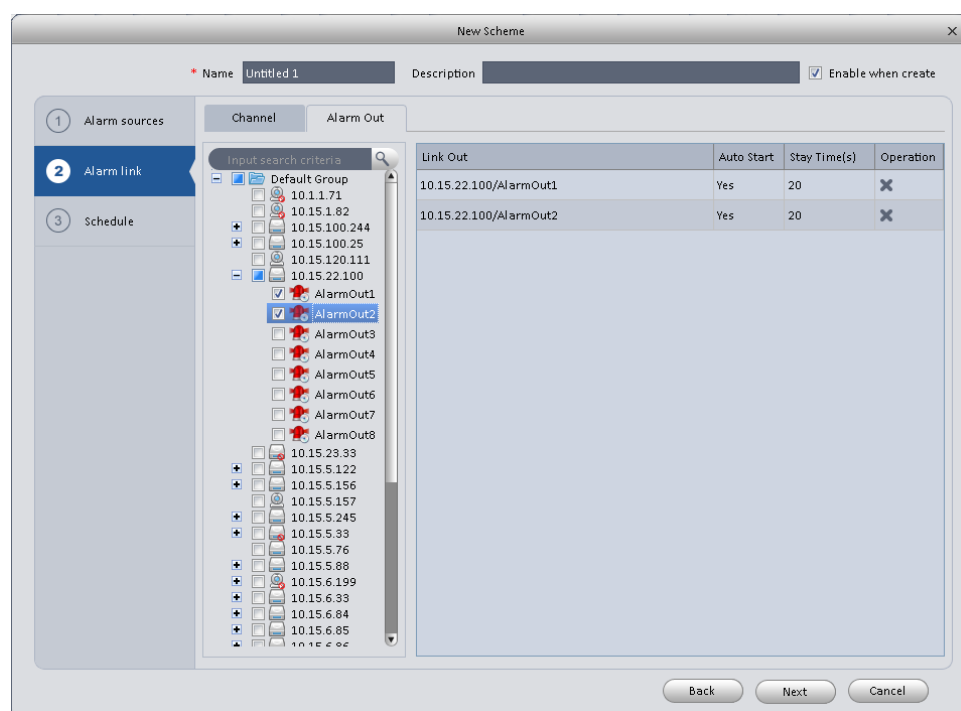 New Scheme
* Name Untitled 1 Description Enable when create
1 Alarm sources
2 Alarm link
3 Schedule
Channel Alarm Out
Input search criteria
Default Group
10.1.1.71
10.15.1.82
10.15.100.244
10.15.100.25
10.15.120.111
10.15.22.100
AlarmOut1
AlarmOut2
AlarmOut3
AlarmOut4
AlarmOut5
AlarmOut6
AlarmOut7
AlarmOut8
10.15.23.33
10.15.5.122
10.15.5.156
10.15.5.157
10.15.5.245
10.15.5.33
10.15.5.76
10.15.5.88
10.15.6.199
10.15.6.33
10.15.6.84
10.15.6.85
10.15.6.86
Link Out Auto Start Stay Time(s) Operation
10.15.22.100/AlarmOut1 Yes 20
10.15.22.100/AlarmOut2 Yes 20
Back Next Cancel